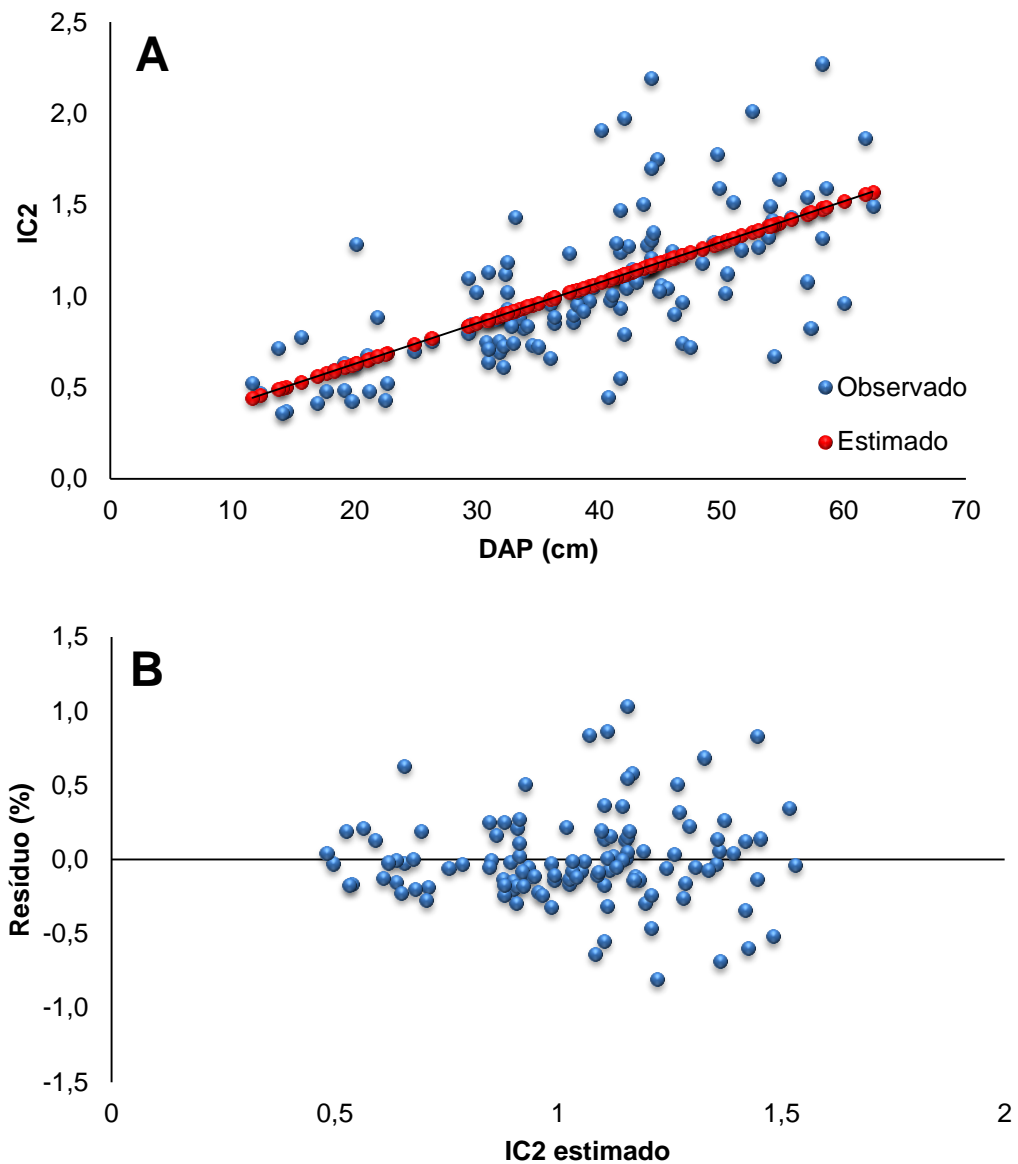 2,5
A
2,0
1,5
IC2
1,0
0,5
Observado
Estimado
0,0
0 10 20 30 40 50 60 70
DAP (cm)
1,5
B
1,0
0,5
Resíduo (%)
0,0
-0,5
-1,0
-1,5
0 0,5 1 1,5 2
IC2 estimado